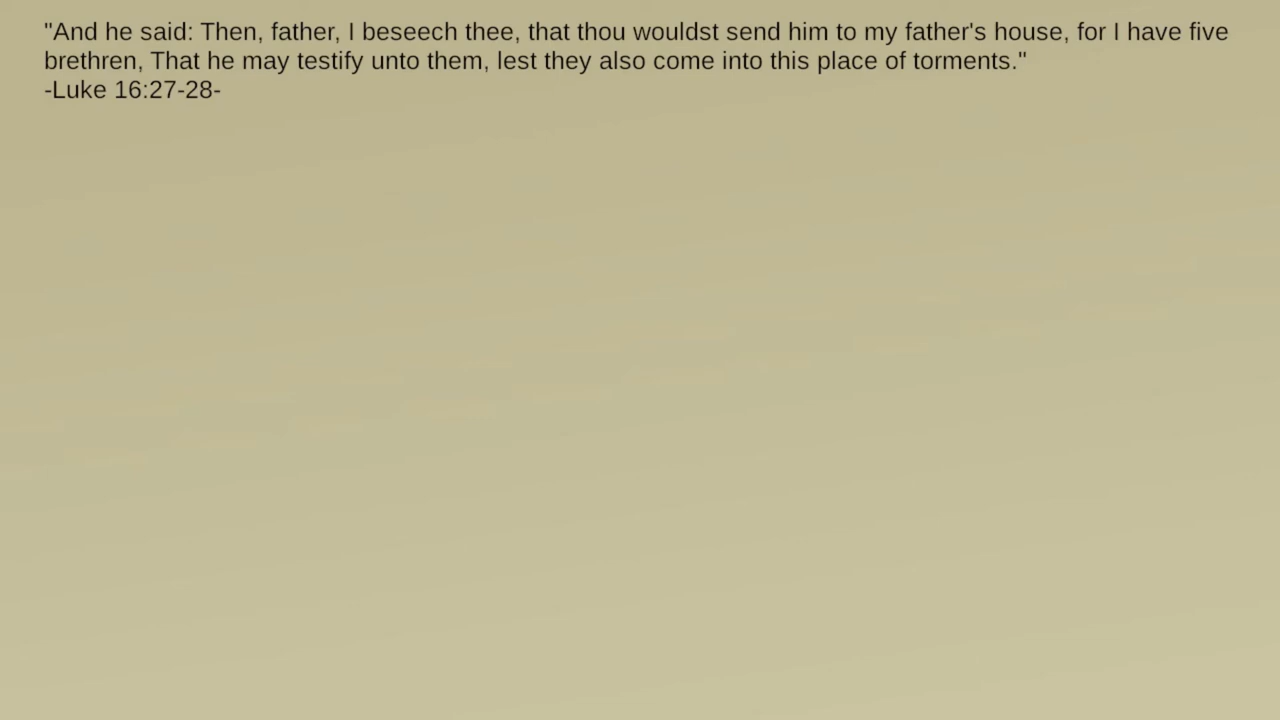 "And he said: Then, father, I beseech thee, that thou wouldst send him to my father's house, for I have five
brethren, That he may testify unto them, lest they also come into this place of torments."
-Luke 16:27-28-